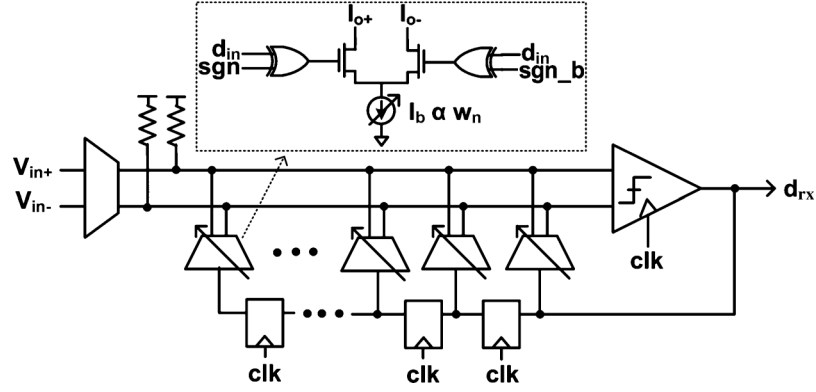 Io+ Io-
din din
sgn sgn_b
Ib α wn
Vin+
Vin-
drx
clk
clk clk clk